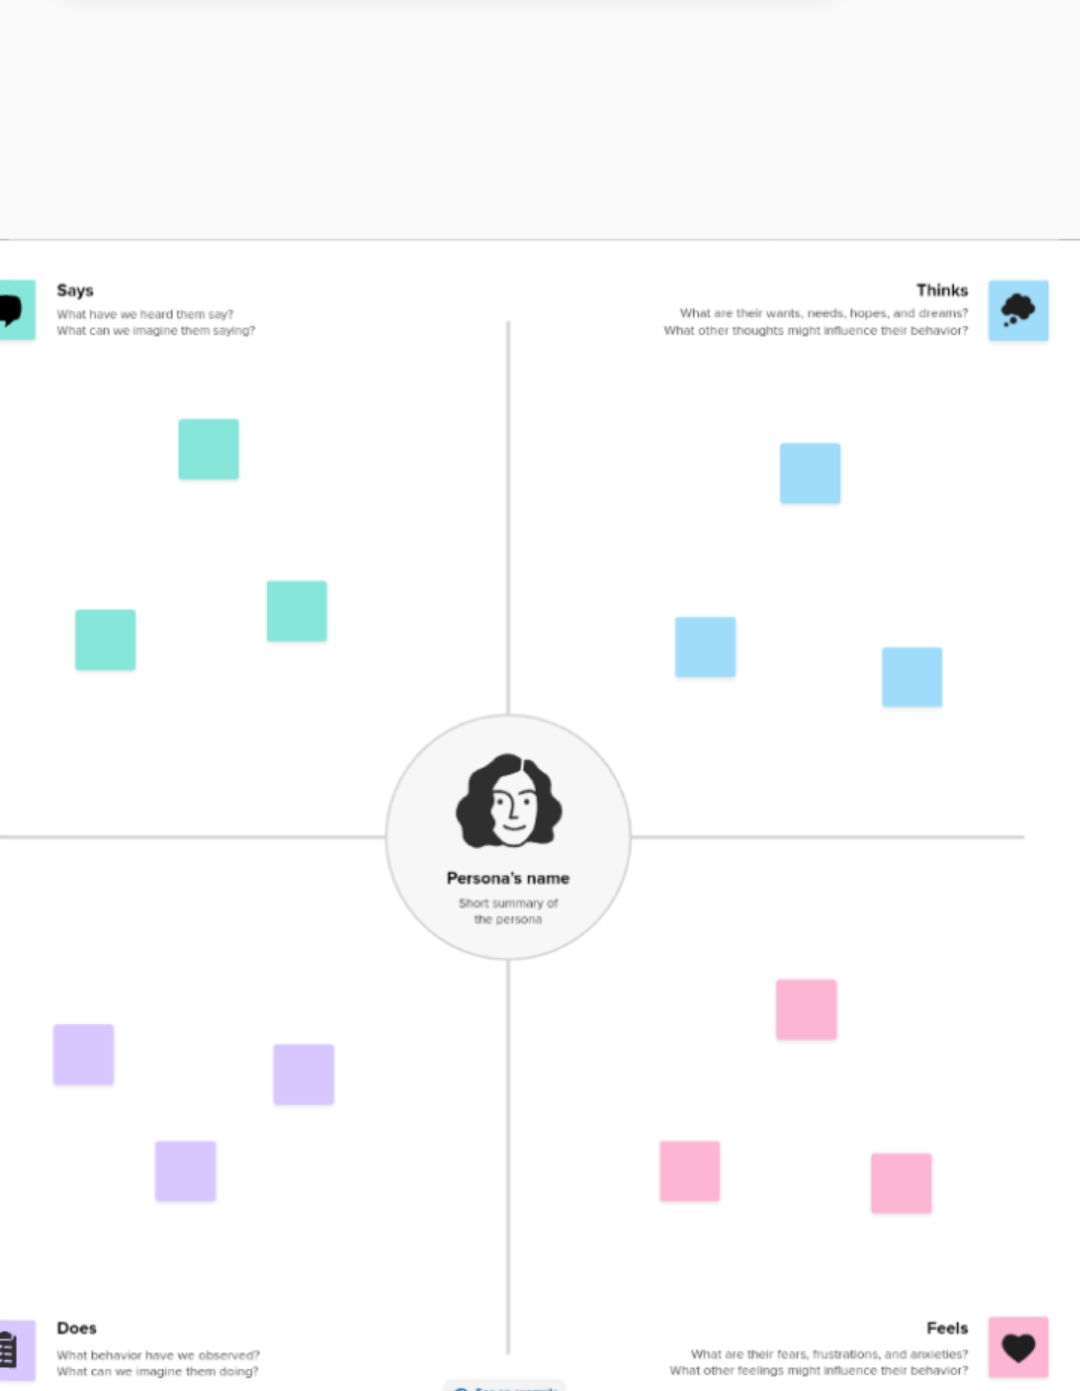 Says
What have we heard them say?
What can we imagine them saying?
Thinks
What are their wants, needs, hopes, and dreams?
What other thoughts might influence their behavior?
Persona's name
Short summary of
the persona
Does
What behavior have we observed?
What can we imagine them doing?
Feels
What are their fears, frustrations, and anxieties?
What other feelings might influence their behavior?
See an example